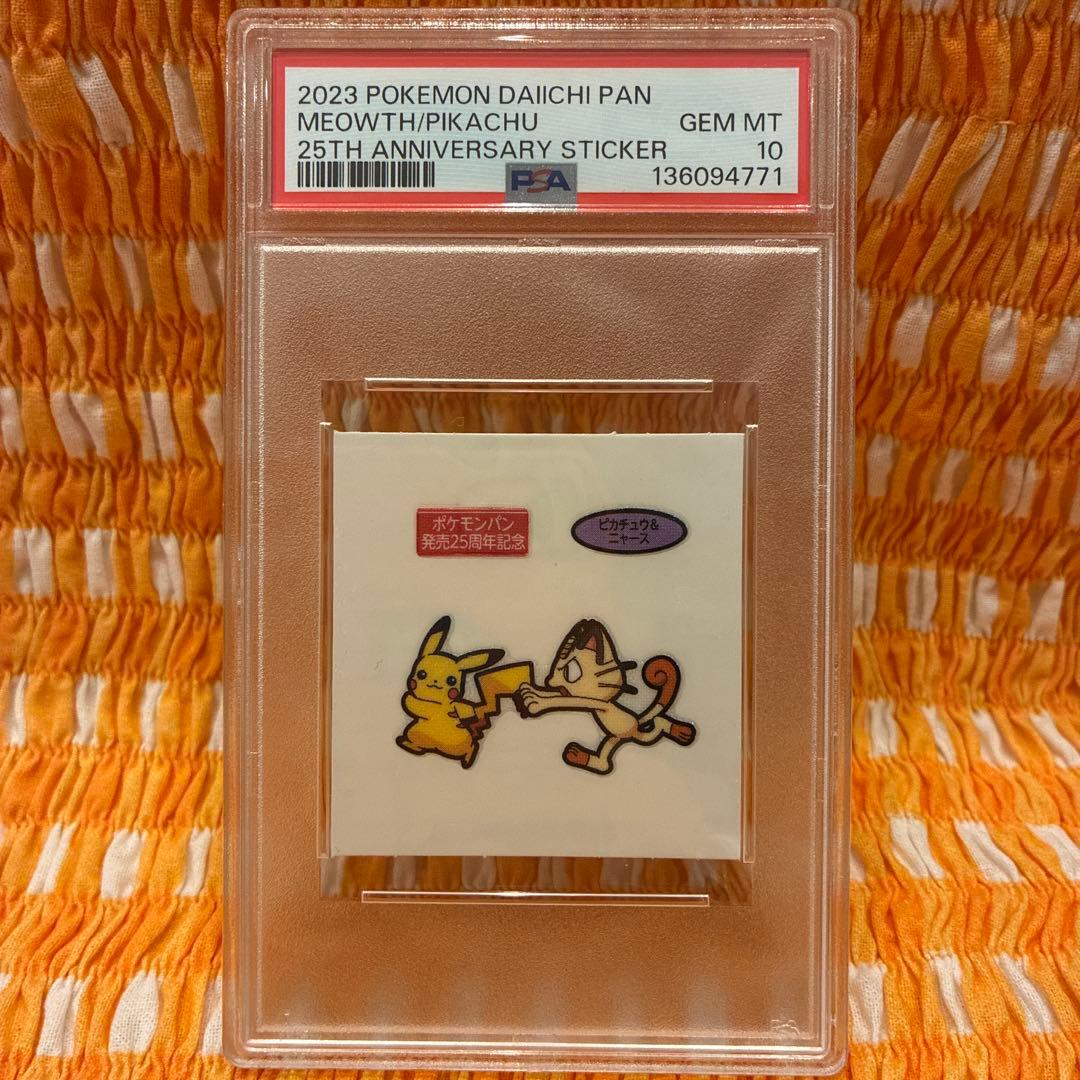 2023 POKEMON DAIICHI PAN
MEOWTH/PIKACHU GEM MT
25TH ANNIVERSARY STICKER 10
PSA 136094771
ポケモンパン
発売25周年記念
ピカチュウ&
ニャース